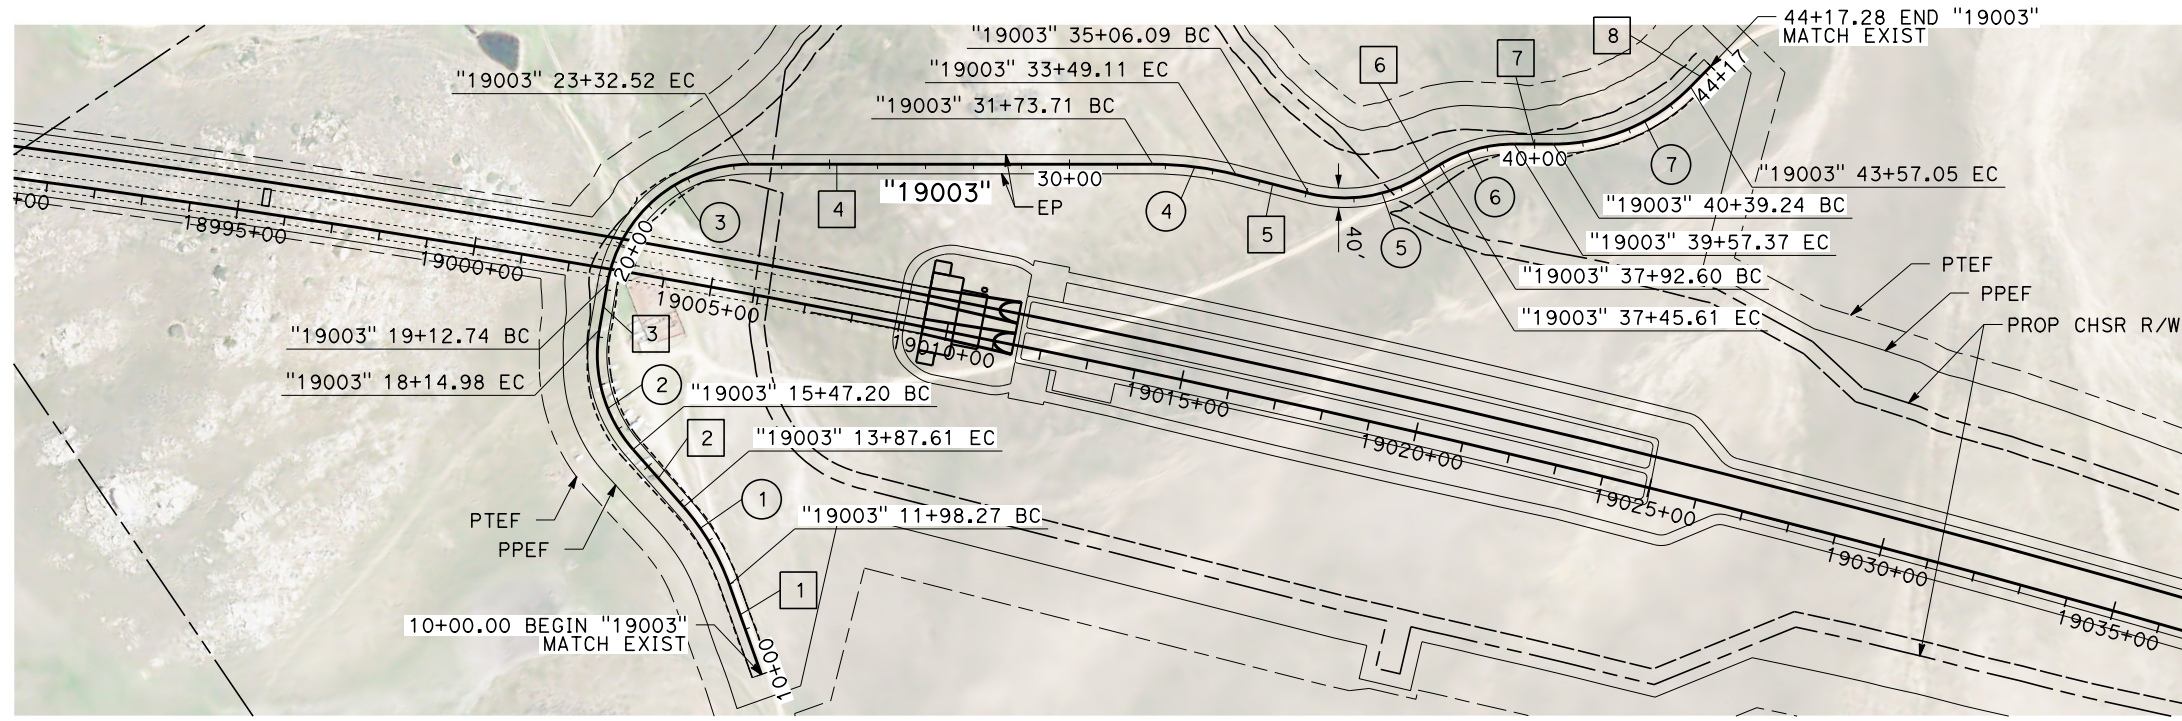 44+17.28 END "19003"
MATCH EXIST
"19003" 35+06.09 BC
8
7
6
"19003" 33+49.11 EC
"19003" 23+32.52 EC
44+17
"19003" 31+73.71 BC
40+00
7
"19003" 43+57.05 EC
30+00
"19003"
4
3
EP
4
6
"19003" 40+39.24 BC
+00
18995+00
20+00
5
40'
5
"19003" 39+57.37 EC
19000+00
PTEF
"19003" 37+92.60 BC
PPEF
19005+00
"19003" 37+45.61 EC
PROP CHSR R/W
"19003" 19+12.74 BC
3
19010+00
"19003" 18+14.98 EC
2
"19003" 15+47.20 BC
19015+00
2
"19003" 13+87.61 EC
19020+00
1
19025+00
PTEF
"19003" 11+98.27 BC
PPEF
19030+00
1
10+00.00 BEGIN "19003"
MATCH EXIST
19035+00
10+00